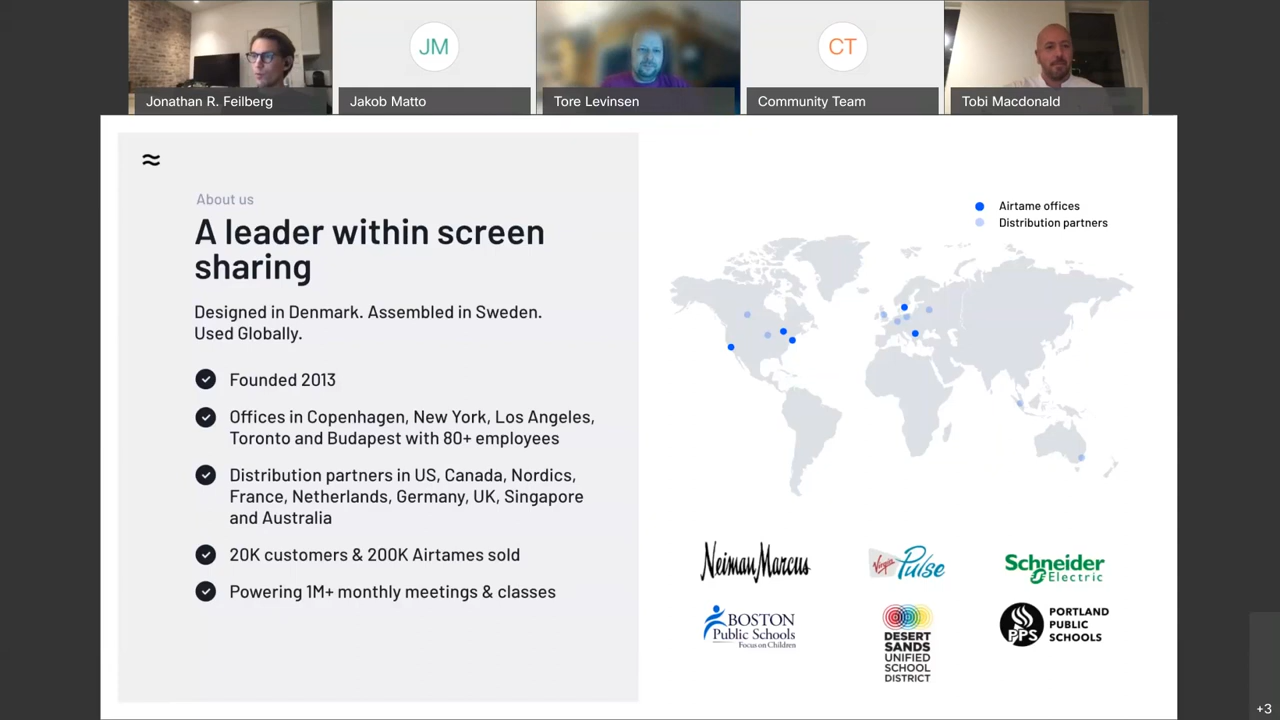 JM
CT
Jonathan R. Feilberg
Jakob Matto
Tore Levinsen
Community Team
Tobi Macdonald
About us
A leader within screen
sharing
Designed in Denmark. Assembled in Sweden.
Used Globally.
Founded 2013
Offices in Copenhagen, New York, Los Angeles,
Toronto and Budapest with 80+ employees
Distribution partners in US, Canada, Nordics,
France, Netherlands, Germany, UK, Singapore
and Australia
20K customers & 200K Airtames sold
Powering 1M+ monthly meetings & classes
Airtame offices
Distribution partners
Neiman Marcus
Virgin Pulse
Schneider
Electric
BOSTON
Public Schools
Focus on Children
DESERT
SANDS
UNIFIED
SCHOOL
DISTRICT
PPS
PORTLAND
PUBLIC
SCHOOLS
+3